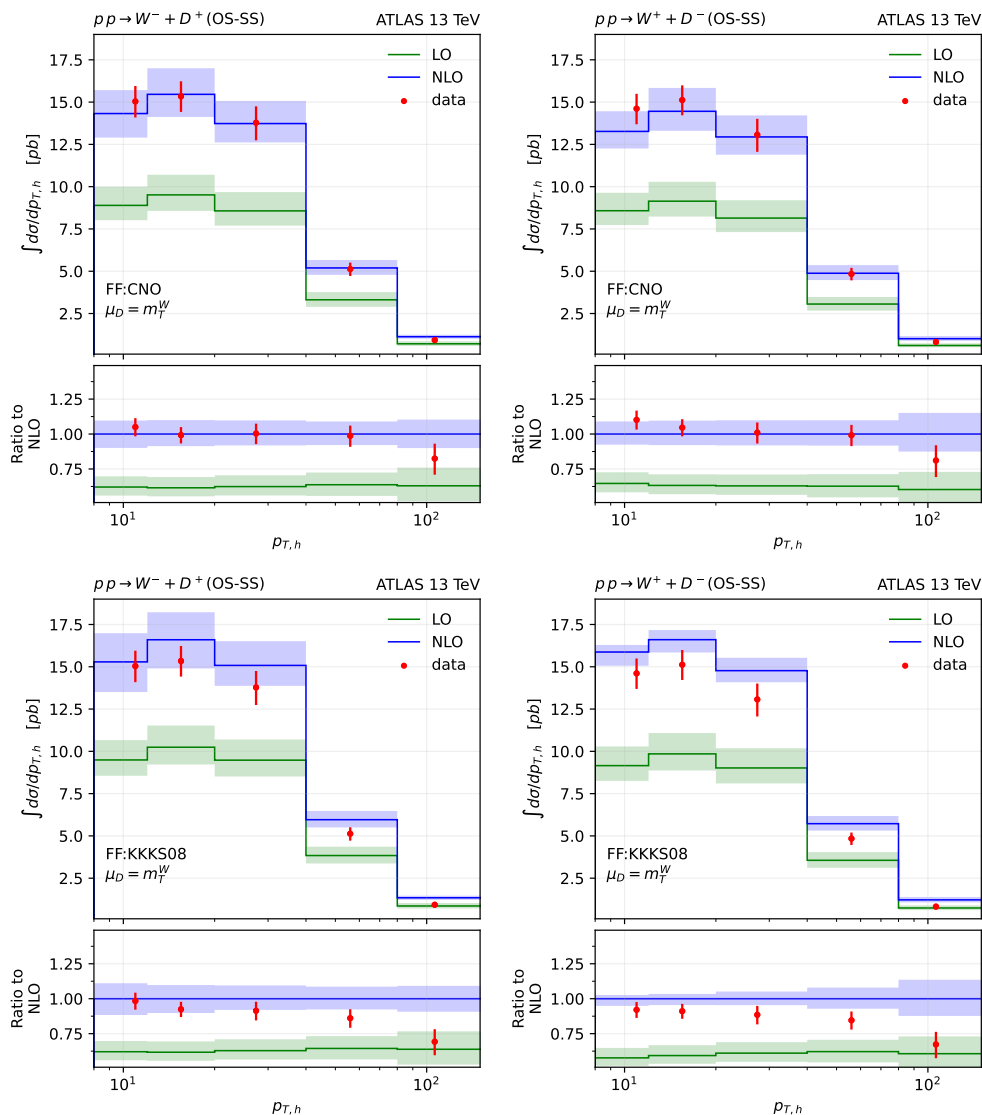 p p → W⁻ + D⁺(OS-SS) ATLAS 13 TeV
17.5
15.0
12.5
10.0
7.5
5.0
2.5
∫dσ/dp_{T, h} [pb]
LO
NLO
data
FF:CNO
μ_D = m_T^W
1.25
1.00
0.75
Ratio to
NLO
10¹ 10²
p_{T, h}
p p → W⁺ + D⁻(OS-SS) ATLAS 13 TeV
17.5
15.0
12.5
10.0
7.5
5.0
2.5
∫dσ/dp_{T, h} [pb]
LO
NLO
data
FF:CNO
μ_D = m_T^W
1.25
1.00
0.75
Ratio to
NLO
10¹ 10²
p_{T, h}
p p → W⁻ + D⁺(OS-SS) ATLAS 13 TeV
17.5
15.0
12.5
10.0
7.5
5.0
2.5
∫dσ/dp_{T, h} [pb]
LO
NLO
data
FF:KKKS08
μ_D = m_T^W
1.25
1.00
0.75
Ratio to
NLO
10¹ 10²
p_{T, h}
p p → W⁺ + D⁻(OS-SS) ATLAS 13 TeV
17.5
15.0
12.5
10.0
7.5
5.0
2.5
∫dσ/dp_{T, h} [pb]
LO
NLO
data
FF:KKKS08
μ_D = m_T^W
1.25
1.00
0.75
Ratio to
NLO
10¹ 10²
p_{T, h}